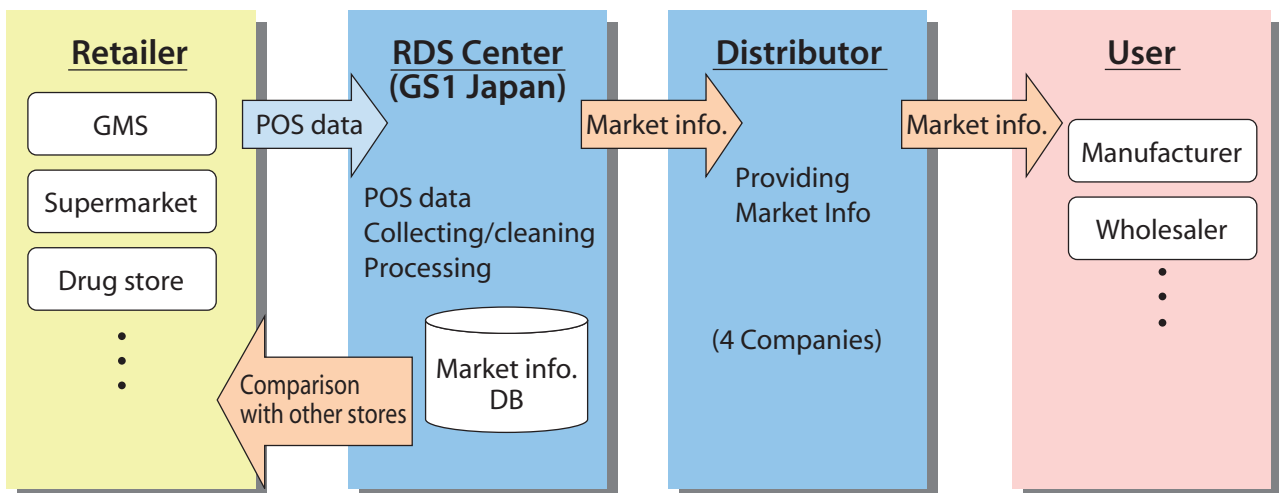 Retailer
GMS
Supermarket
Drug store
POS data
Comparison
with other stores
RDS Center
(GS1 Japan)
POS data
Collecting/cleaning
Processing
Market info.
DB
Market info.
Distributor
Providing
Market Info
(4 Companies)
Market info.
User
Manufacturer
Wholesaler